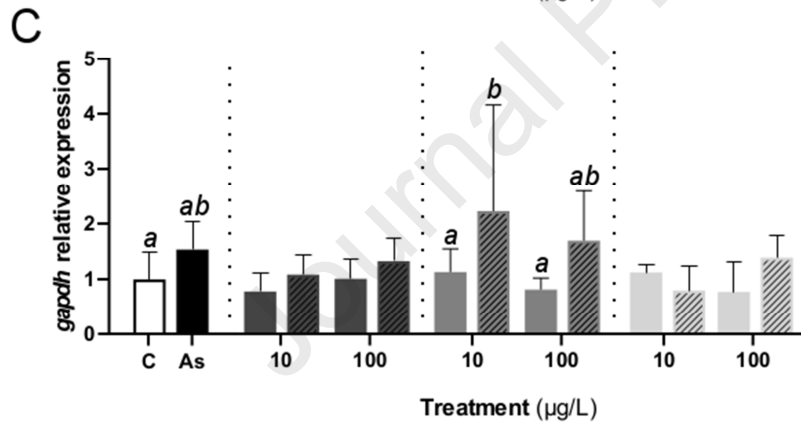 C
gapdh relative expression
5
4
3
2
1
0
a
ab
a
b
a
ab
C As 10 100 10 100 10 100
Treatment (µg/L)
Journal P